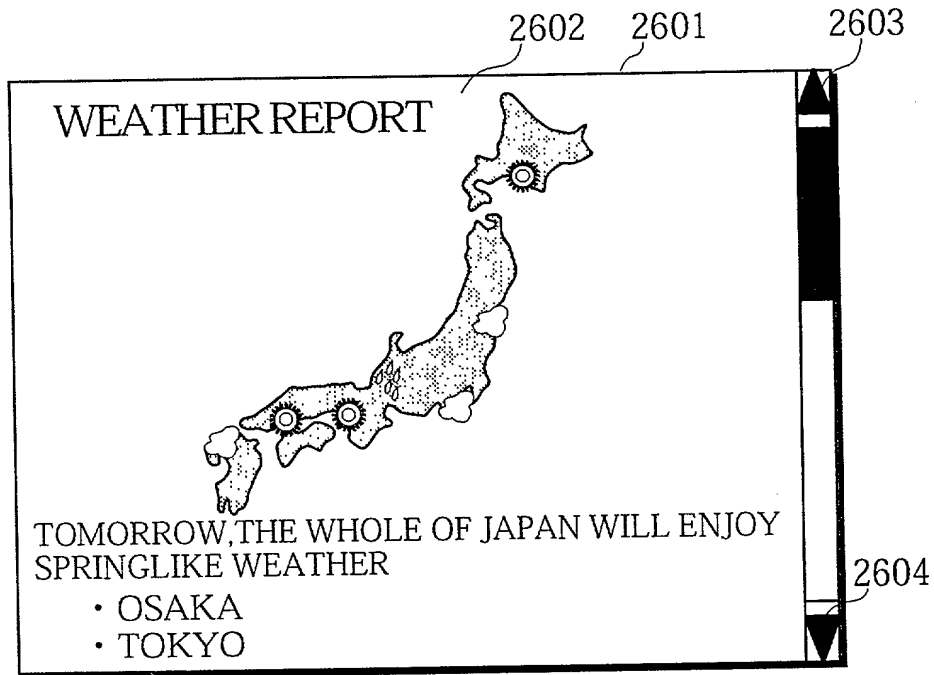 2602
2601
2603
WEATHER REPORT
TOMORROW,THE WHOLE OF JAPAN WILL ENJOY
SPRINGLIKE WEATHER
2604
・OSAKA
・TOKYO